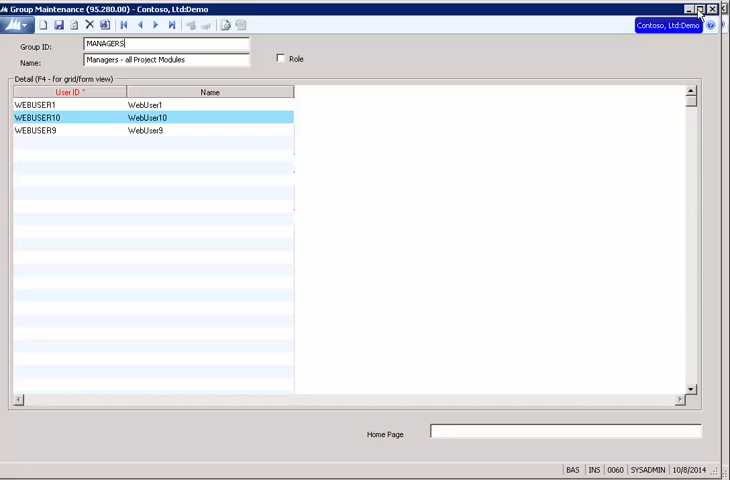 Group Maintenance (95.280.00) - Contoso, Ltd:Demo
Contoso, Ltd:Demo
Group ID: MANAGERS
Name: Managers - all Project Modules
Role
Detail (F4 - for grid/form view)
User ID * Name
WEBUSER1 WebUser1
WEBUSER10 WebUser10
WEBUSER9 WebUser9
Home Page
BAS INS 0060 SYSADMIN 10/8/2014